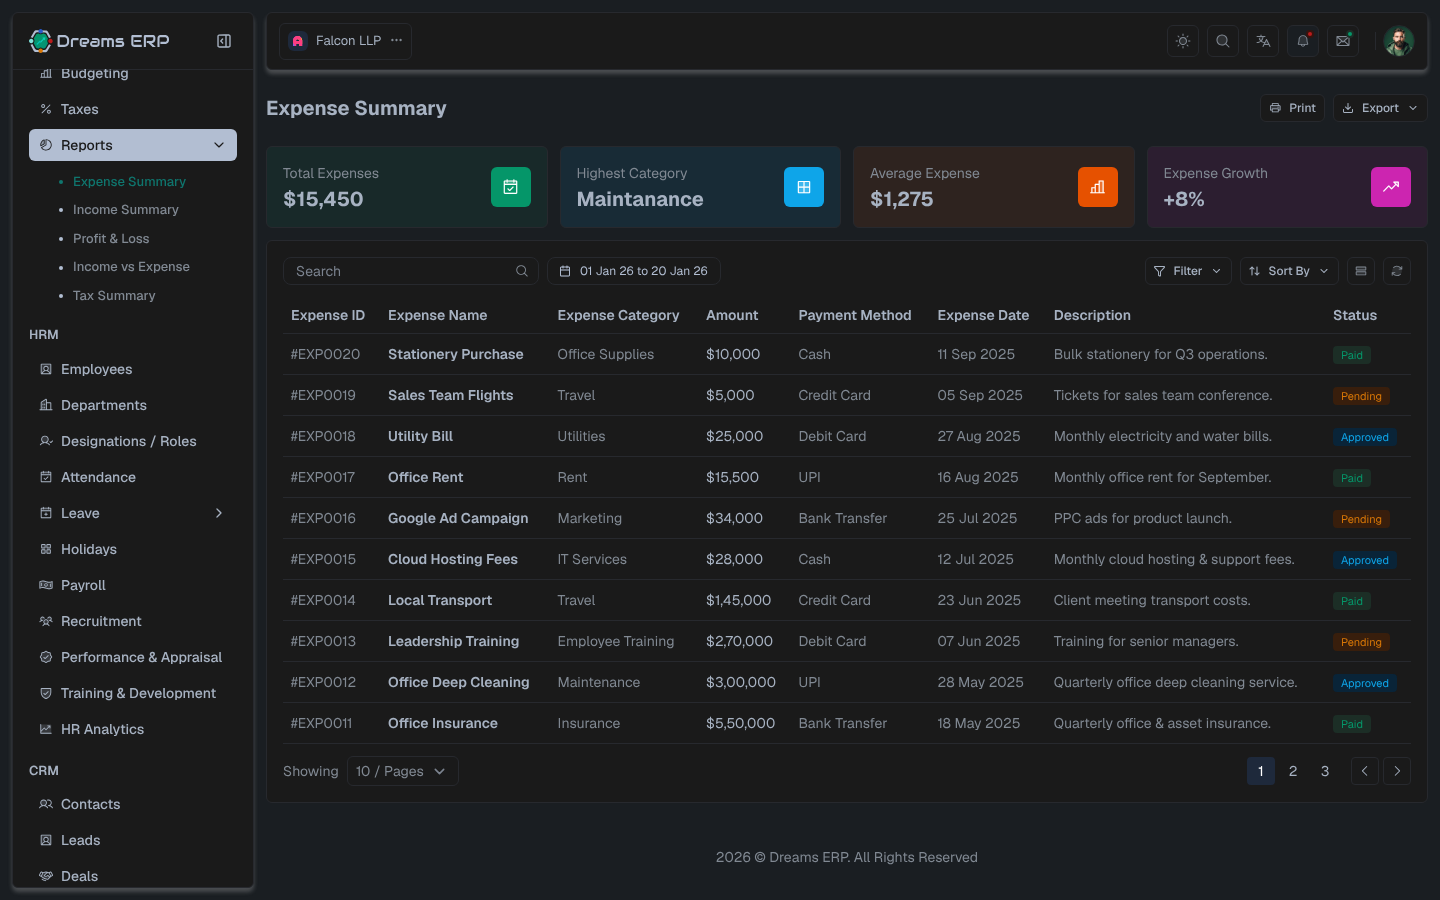 Dreams ERP
Budgeting
Taxes
Reports
Expense Summary
Income Summary
Profit & Loss
Income vs Expense
Tax Summary
HRM
Employees
Departments
Designations / Roles
Attendance
Leave
Holidays
Payroll
Recruitment
Performance & Appraisal
Training & Development
HR Analytics
CRM
Contacts
Leads
Deals
Falcon LLP ···
Expense Summary
Print Export
Total Expenses
$15,450
Highest Category
Maintanance
Average Expense
$1,275
Expense Growth
+8%
Search 01 Jan 26 to 20 Jan 26 Filter Sort By
Expense ID Expense Name Expense Category Amount Payment Method Expense Date Description Status
#EXP0020 Stationery Purchase Office Supplies $10,000 Cash 11 Sep 2025 Bulk stationery for Q3 operations. Paid
#EXP0019 Sales Team Flights Travel $5,000 Credit Card 05 Sep 2025 Tickets for sales team conference. Pending
#EXP0018 Utility Bill Utilities $25,000 Debit Card 27 Aug 2025 Monthly electricity and water bills. Approved
#EXP0017 Office Rent Rent $15,500 UPI 16 Aug 2025 Monthly office rent for September. Paid
#EXP0016 Google Ad Campaign Marketing $34,000 Bank Transfer 25 Jul 2025 PPC ads for product launch. Pending
#EXP0015 Cloud Hosting Fees IT Services $28,000 Cash 12 Jul 2025 Monthly cloud hosting & support fees. Approved
#EXP0014 Local Transport Travel $1,45,000 Credit Card 23 Jun 2025 Client meeting transport costs. Paid
#EXP0013 Leadership Training Employee Training $2,70,000 Debit Card 07 Jun 2025 Training for senior managers. Pending
#EXP0012 Office Deep Cleaning Maintenance $3,00,000 UPI 28 May 2025 Quarterly office deep cleaning service. Approved
#EXP0011 Office Insurance Insurance $5,50,000 Bank Transfer 18 May 2025 Quarterly office & asset insurance. Paid
Showing 10 / Pages 1 2 3
2026 © Dreams ERP. All Rights Reserved